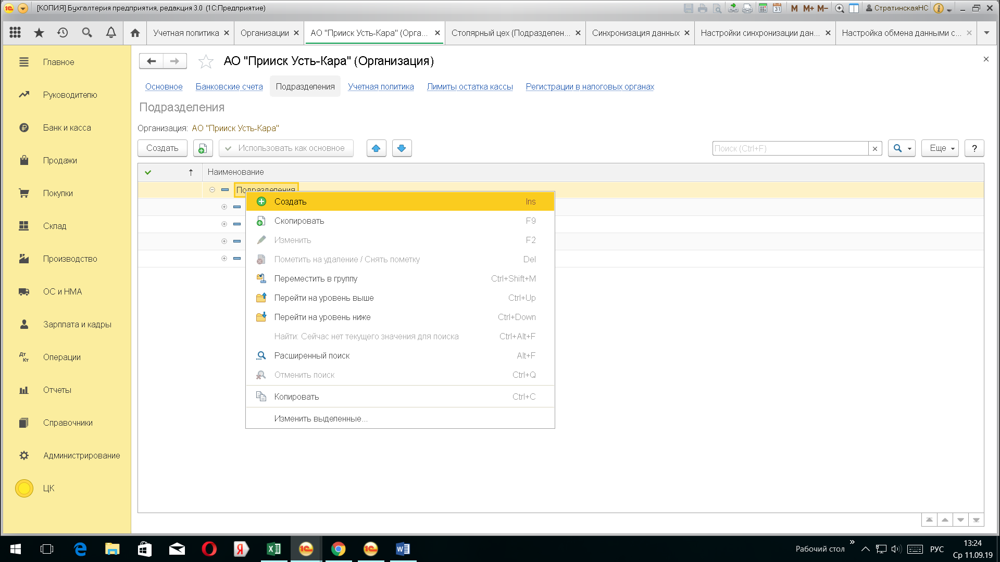 [КОПИЯ] Бухгалтерия предприятия, редакция 3.0 (1С:Предприятие)
M M+ M- СтратинскаяНС
Учетная политика
Организации
АО "Прииск Усть-Кара" (Орга...
Столярный цех (Подразделен...
Синхронизация данных
Настройки синхронизации дан...
Настройка обмена данными с...
Главное
Руководителю
Банк и касса
Продажи
Покупки
Склад
Производство
ОС и НМА
Зарплата и кадры
Дт Кт Операции
Отчеты
Справочники
Администрирование
ЦК
АО "Прииск Усть-Кара" (Организация)
Основное Банковские счета Подразделения Учетная политика Лимиты остатка кассы Регистрации в налоговых органах
Подразделения
Организация: АО "Прииск Усть-Кара"
Создать Использовать как основное Поиск (Ctrl+F) Еще ?
Наименование
Подразделения
Создать Ins
Скопировать F9
Изменить F2
Пометить на удаление / Снять пометку Del
Переместить в группу Ctrl+Shift+M
Перейти на уровень выше Ctrl+Up
Перейти на уровень ниже Ctrl+Down
Найти: Сейчас нет текущего значения для поиска Ctrl+Alt+F
Расширенный поиск Alt+F
Отменить поиск Ctrl+Q
Копировать Ctrl+C
Изменить выделенные...
Рабочий стол
РУС
13:24
Ср 11.09.19